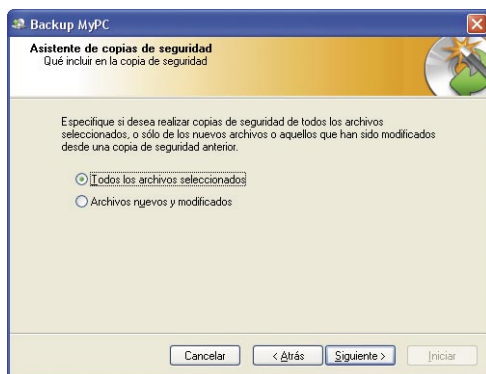 Backup MyPC
Asistente de copias de seguridad
Qué incluir en la copia de seguridad
Especifique si desea realizar copias de seguridad de todos los archivos
seleccionados, o sólo de los nuevos archivos o aquellos que han sido modificados
desde una copia de seguridad anterior.
Todos los archivos seleccionados
Archivos nuevos y modificados
Cancelar
< Atrás
Siguiente >
Iniciar